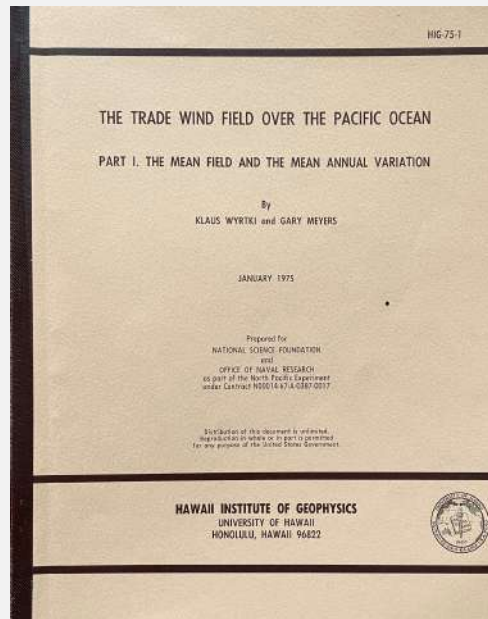 HIG-75-1
THE TRADE WIND FIELD OVER THE PACIFIC OCEAN
PART I. THE MEAN FIELD AND THE MEAN ANNUAL VARIATION
By
KLAUS WYRTKI and GARY MEYERS
JANUARY 1975
Prepared for
NATIONAL SCIENCE FOUNDATION
and
OFFICE OF NAVAL RESEARCH
as part of the North Pacific Experiment
under Contract N00014-67-A-0387-0017
Distribution of this document is unlimited.
Reproduction in whole or in part is permitted
for any purpose of the United States Government.
HAWAII INSTITUTE OF GEOPHYSICS
UNIVERSITY OF HAWAII
HONOLULU, HAWAII 96822